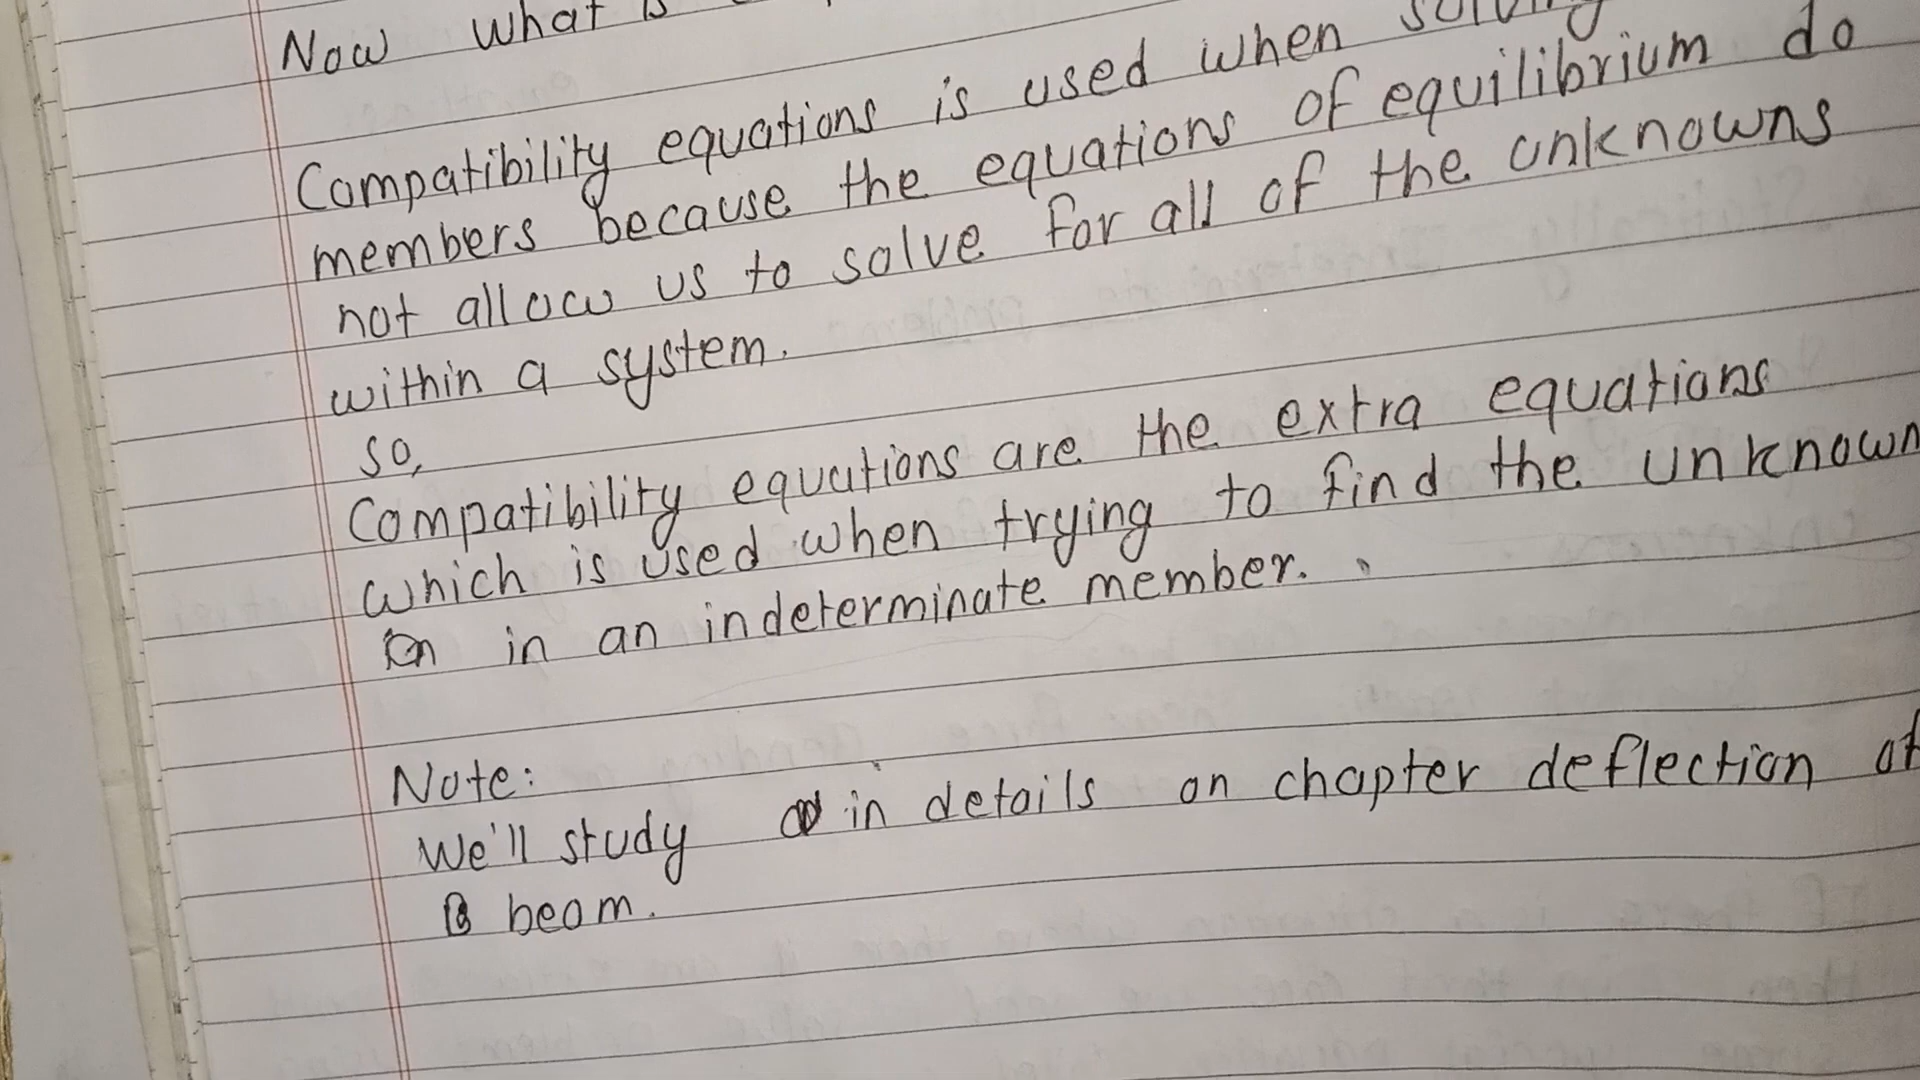 Now what is
Compatibility equations is used when solving
members because the equations of equilibrium do
not allow us to solve for all of the unknowns
within a system.
so,
Compatibility equations are the extra equations
which is used when trying to find the unknown
in an indeterminate member.
Note:
We'll study in details on chapter deflection of
beam.